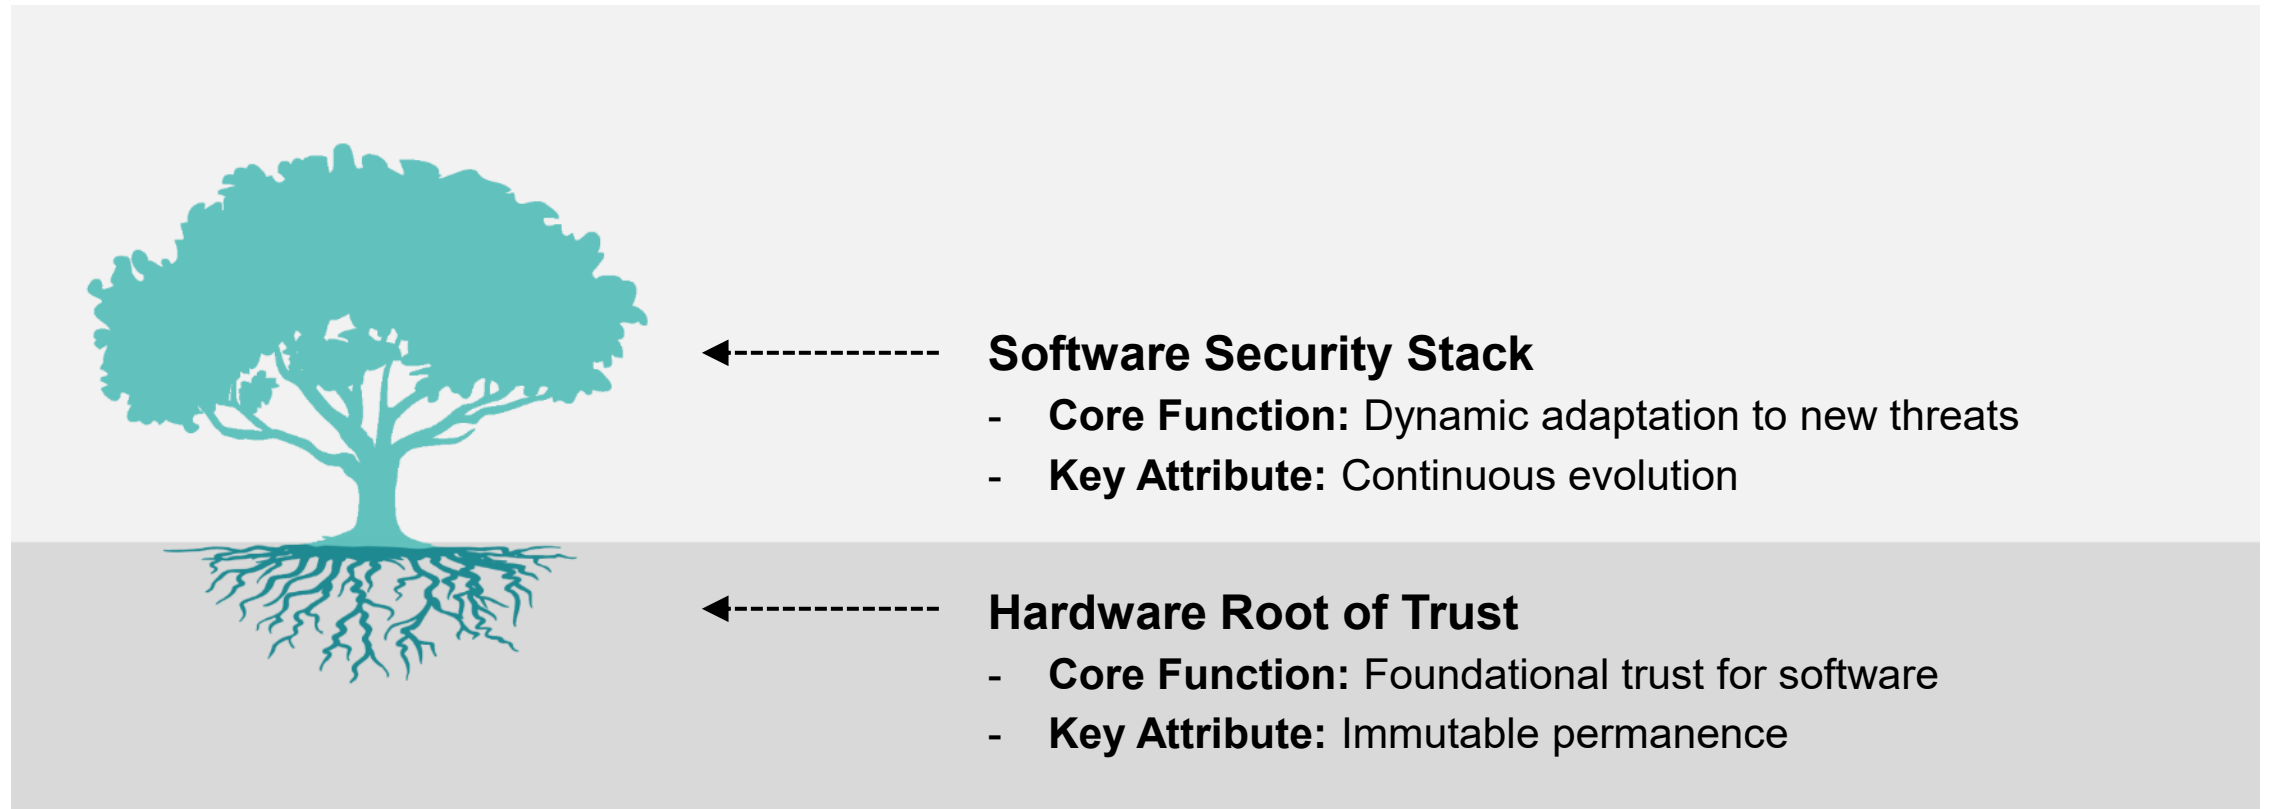 Software Security Stack
- Core Function: Dynamic adaptation to new threats
- Key Attribute: Continuous evolution
Hardware Root of Trust
- Core Function: Foundational trust for software
- Key Attribute: Immutable permanence